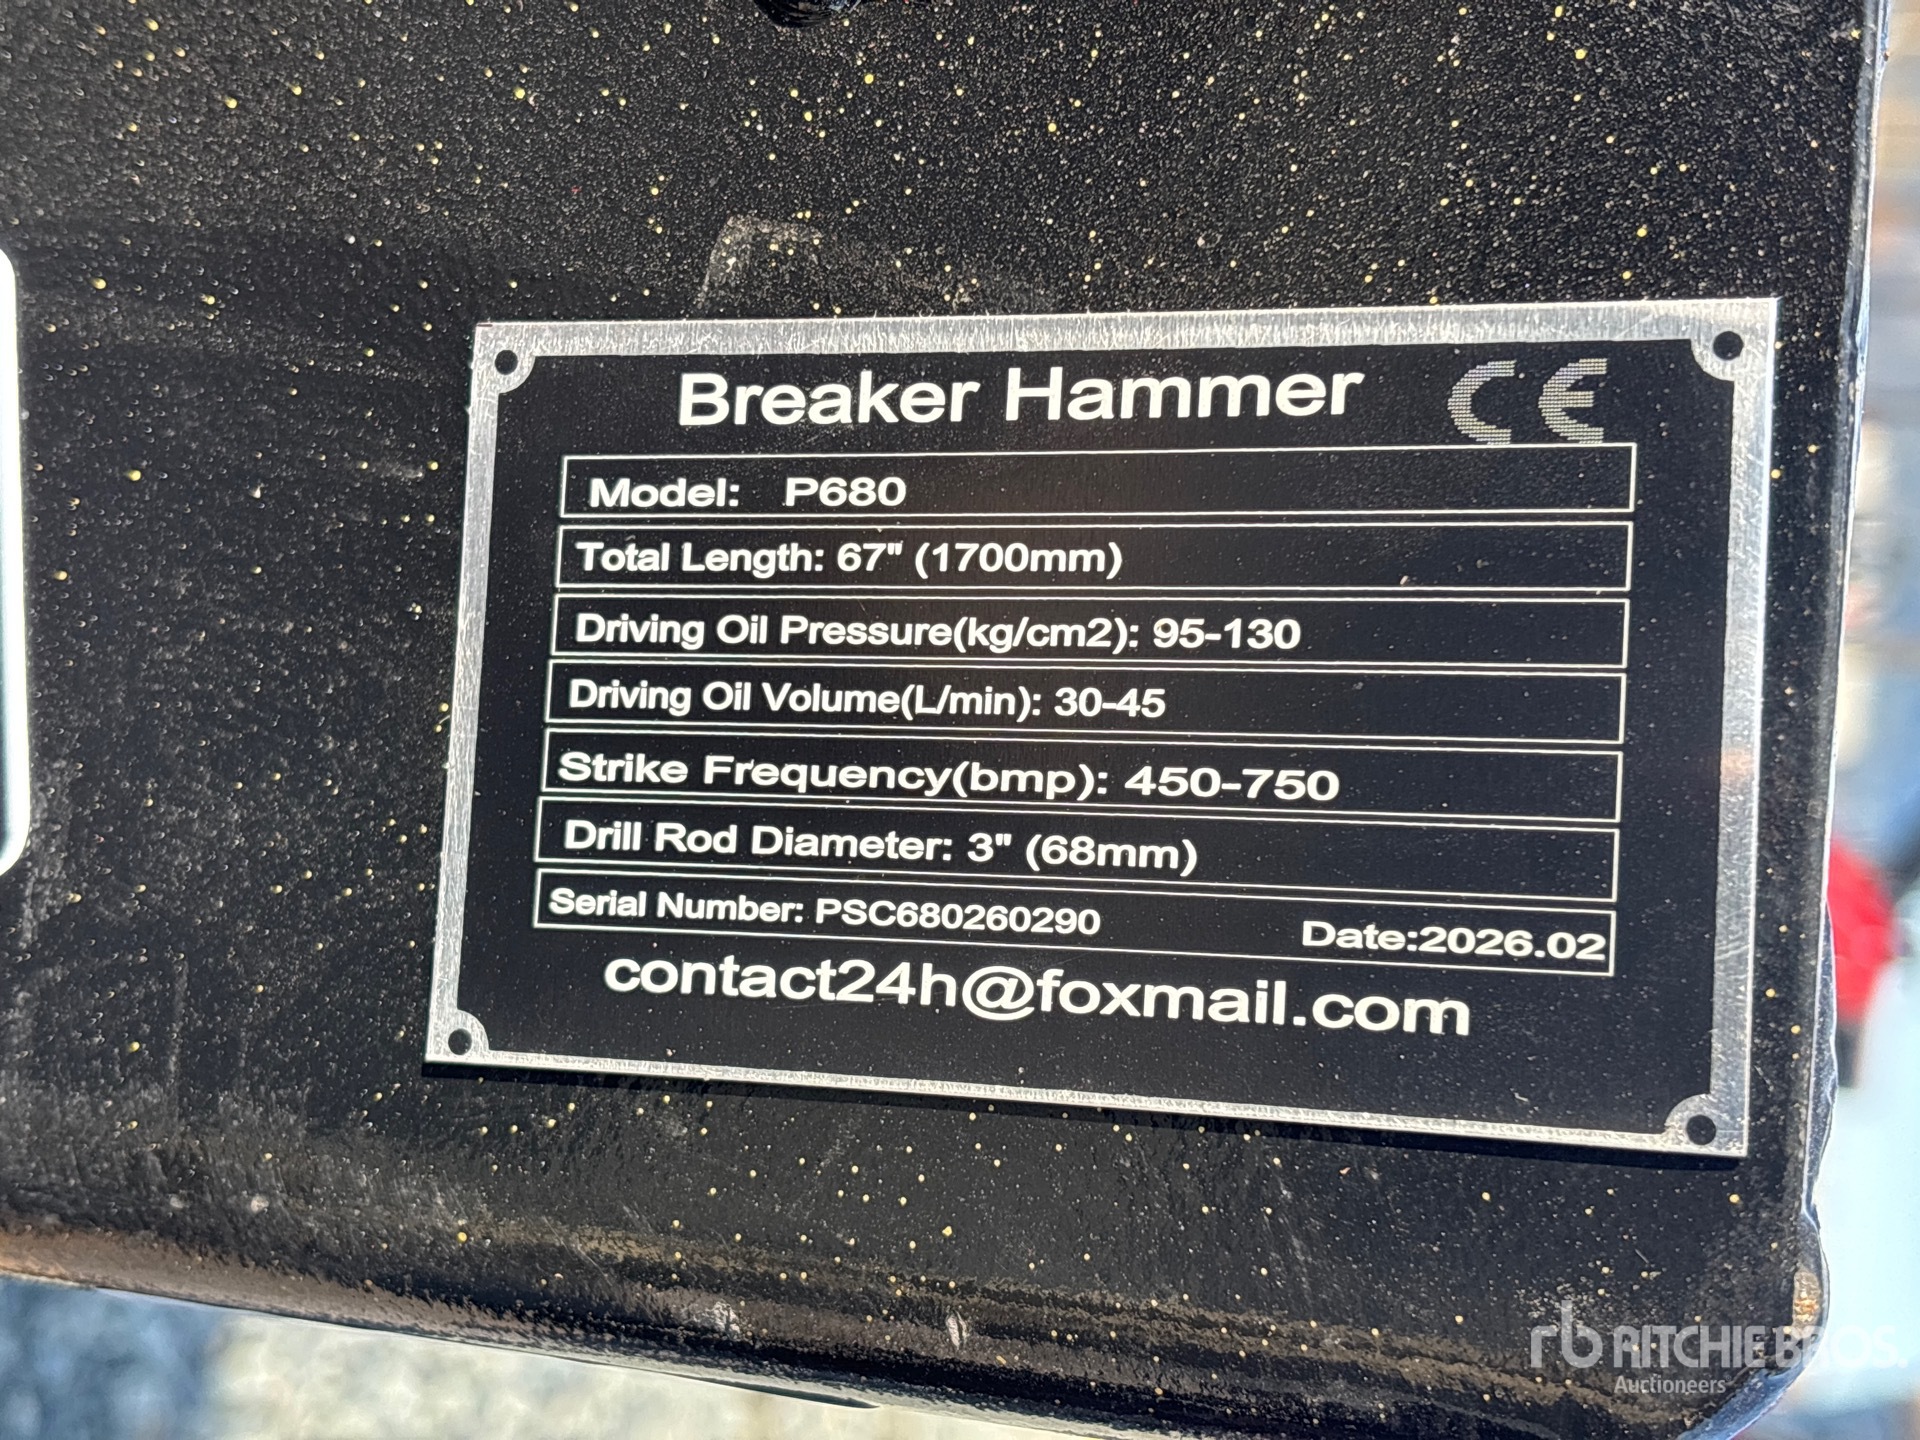 Breaker Hammer CE
Model: P680
Total Length: 67" (1700mm)
Driving Oil Pressure(kg/cm2): 95-130
Driving Oil Volume(L/min): 30-45
Strike Frequency(bmp): 450-750
Drill Rod Diameter: 3" (68mm)
Serial Number: PSC680260290 Date:2026.02
contact24h@foxmail.com
rb RITCHIE BROS.
Auctioneers